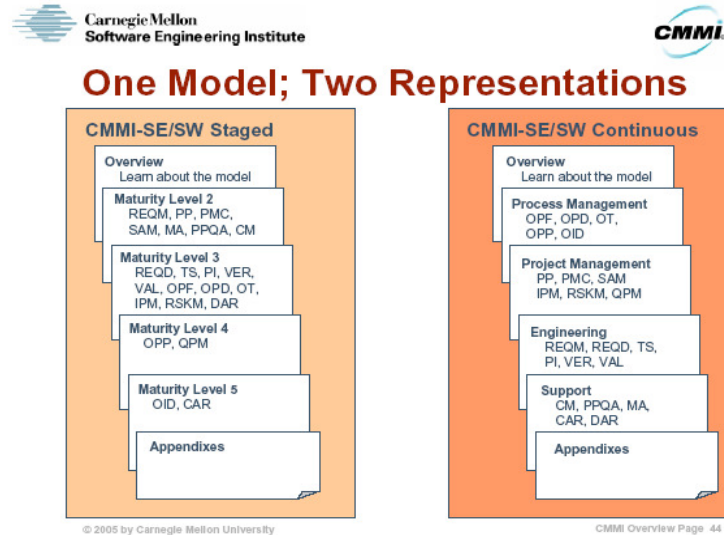 Carnegie Mellon
Software Engineering Institute
CMMI
One Model; Two Representations
CMMI-SE/SW Staged
Overview
Learn about the model
Maturity Level 2
REQM, PP, PMC,
SAM, MA, PPQA, CM
Maturity Level 3
REQD, TS, PI, VER,
VAL, OPF, OPD, OT,
IPM, RSKM, DAR
Maturity Level 4
OPP, QPM
Maturity Level 5
OID, CAR
Appendixes
CMMI-SE/SW Continuous
Overview
Learn about the model
Process Management
OPF, OPD, OT,
OPP, OID
Project Management
PP, PMC, SAM
IPM, RSKM, QPM
Engineering
REQM, REQD, TS,
PI, VER, VAL
Support
CM, PPQA, MA,
CAR, DAR
Appendixes
© 2005 by Carnegie Mellon University
CMMI Overview Page 44